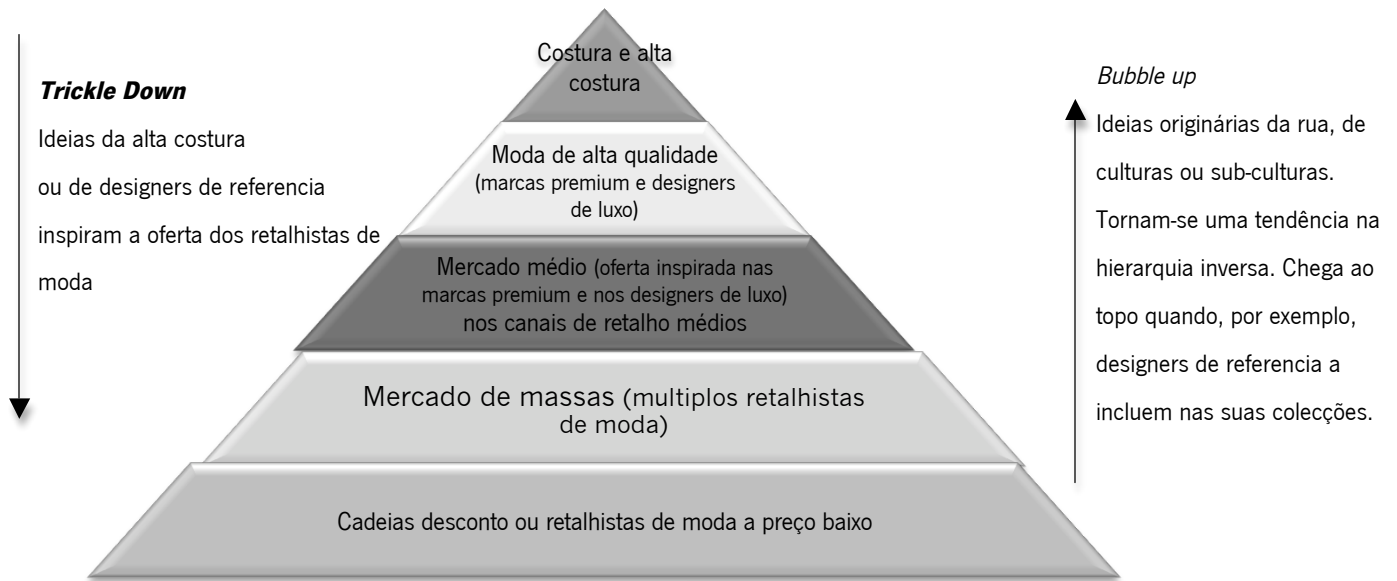 Trickle Down
Ideias da alta costura
ou de designers de referencia
inspiram a oferta dos retalhistas de
moda
Costura e alta
costura
Moda de alta qualidade
(marcas premium e designers
de luxo)
Mercado médio (oferta inspirada nas
marcas premium e nos designers de luxo)
nos canais de retalho médios
Mercado de massas (multiplos retalhistas
de moda)
Cadeias desconto ou retalhistas de moda a preço baixo
Bubble up
Ideias originárias da rua, de
culturas ou sub-culturas.
Tornam-se uma tendência na
hierarquia inversa. Chega ao
topo quando, por exemplo,
designers de referencia a
incluem nas suas colecções.